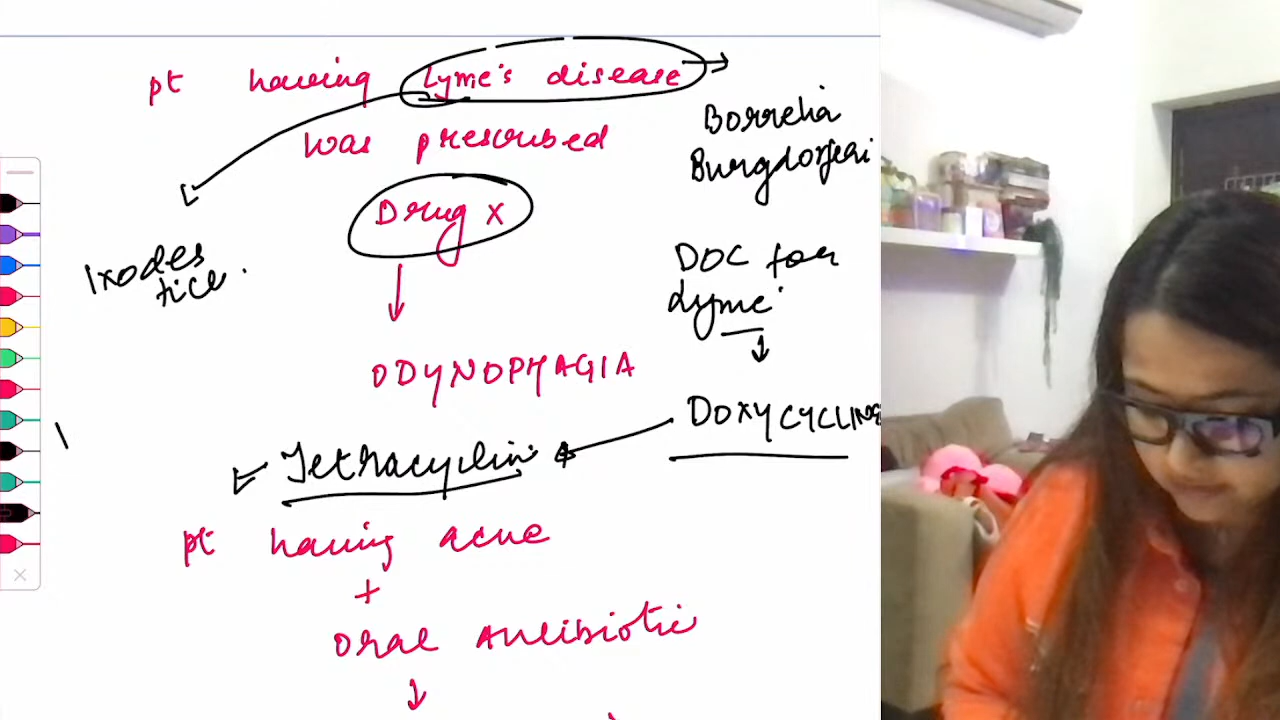 pt having Lyme's disease
was prescribed
Drug X
ODYNOPHAGIA
Borrelia
Burgdorferi
Ixodes
tick.
DOC for
Lyme
DOXYCYCLINE
Tetracyclin
pt having acne
+
Oral Antibiotic